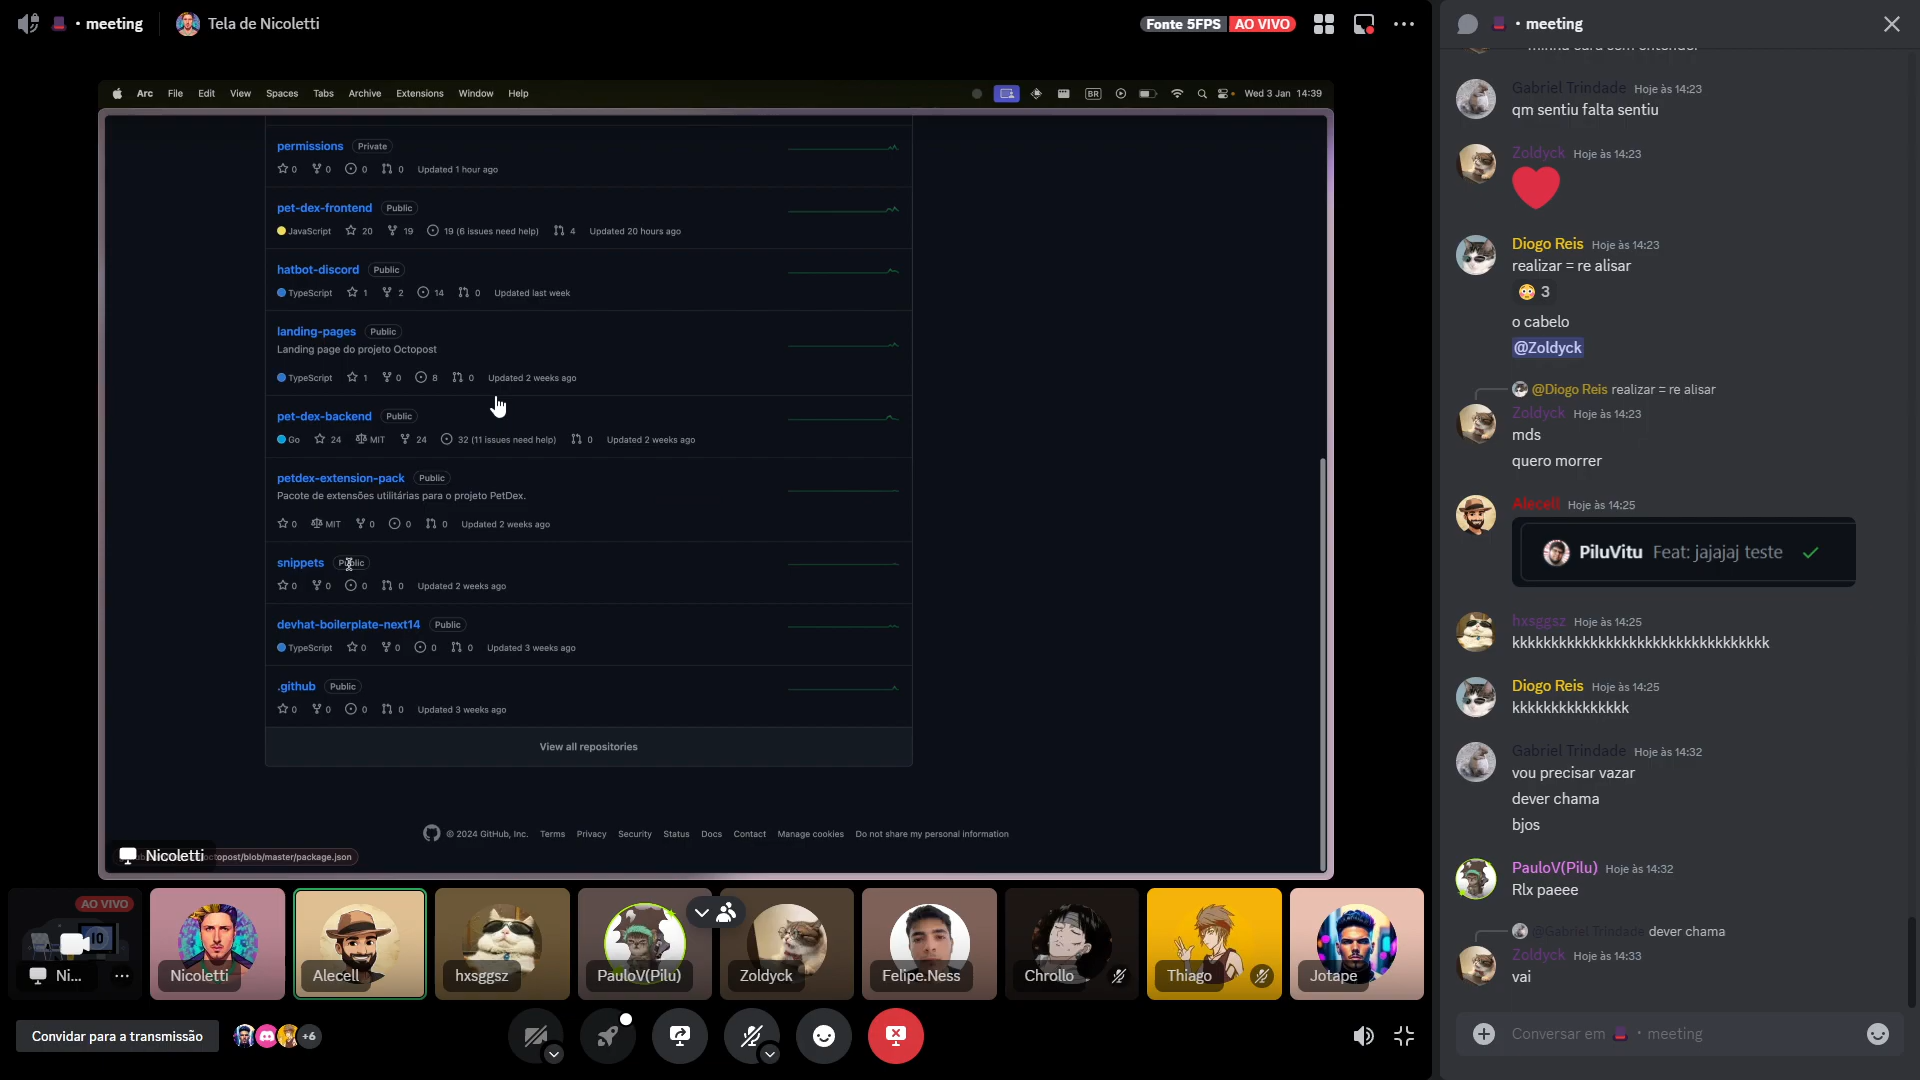 • meeting
Tela de Nicoletti
Fonte 5FPS AO VIVO
Arc File Edit View Spaces Tabs Archive Extensions Window Help
BR Wed 3 Jan 14:39
permissions Private
0 0 0 0 Updated 1 hour ago
pet-dex-frontend Public
JavaScript 20 19 19 (6 issues need help) 4 Updated 20 hours ago
hatbot-discord Public
TypeScript 1 2 14 0 Updated last week
landing-pages Public
Landing page do projeto Octopost
TypeScript 1 0 8 0 Updated 2 weeks ago
pet-dex-backend Public
Go 24 MIT 24 32 (11 issues need help) 0 Updated 2 weeks ago
petdex-extension-pack Public
Pacote de extensões utilitárias para o projeto PetDex.
0 MIT 0 0 0 Updated 2 weeks ago
snippets Public
0 0 0 0 Updated 2 weeks ago
devhat-boilerplate-next14 Public
TypeScript 0 0 0 0 Updated 3 weeks ago
.github Public
0 0 0 0 Updated 3 weeks ago
View all repositories
© 2024 GitHub, Inc. Terms Privacy Security Status Docs Contact Manage cookies Do not share my personal information
Nicoletti
octopost/blob/master/package.json
AO VIVO
Ni...
Nicoletti
Alecell
hxsggsz
PauloV(Pilu)
Zoldyck
Felipe.Ness
Chrollo
Thiago
Jotape
Convidar para a transmissão
+6
• meeting
Gabriel Trindade Hoje às 14:23
qm sentiu falta sentiu
Zoldyck Hoje às 14:23
Diogo Reis Hoje às 14:23
realizar = re alisar
3
o cabelo
@Zoldyck
@Diogo Reis realizar = re alisar
Zoldyck Hoje às 14:23
mds
quero morrer
Alecell Hoje às 14:25
PiluVitu Feat: jajajaj teste
hxsggsz Hoje às 14:25
kkkkkkkkkkkkkkkkkkkkkkkkkkkkkkkkk
Diogo Reis Hoje às 14:25
kkkkkkkkkkkkkkk
Gabriel Trindade Hoje às 14:32
vou precisar vazar
dever chama
bjos
PauloV(Pilu) Hoje às 14:32
Rlx paeee
@Gabriel Trindade dever chama
Zoldyck Hoje às 14:33
vai
Conversar em • meeting